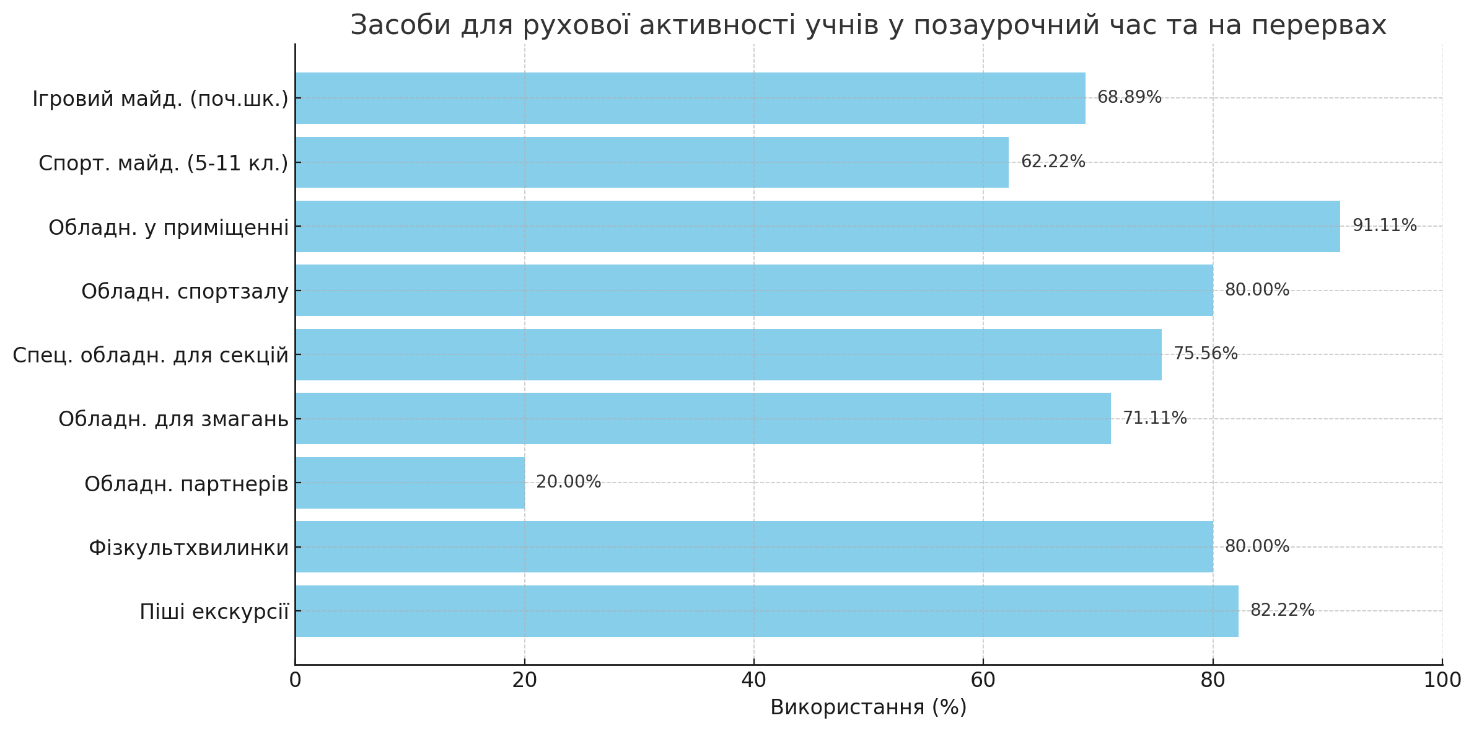 Засоби для рухової активності учнів у позаурочний час та на перервах
Ігровий майд. (поч.шк.)
68.89%
Спорт. майд. (5-11 кл.)
62.22%
Обладн. у приміщенні
91.11%
Обладн. спортзалу
80.00%
Спец. обладн. для секцій
75.56%
Обладн. для змагань
71.11%
Обладн. партнерів
20.00%
Фізкультхвилинки
80.00%
Піші екскурсії
82.22%
0 20 40 60 80 100
Використання (%)